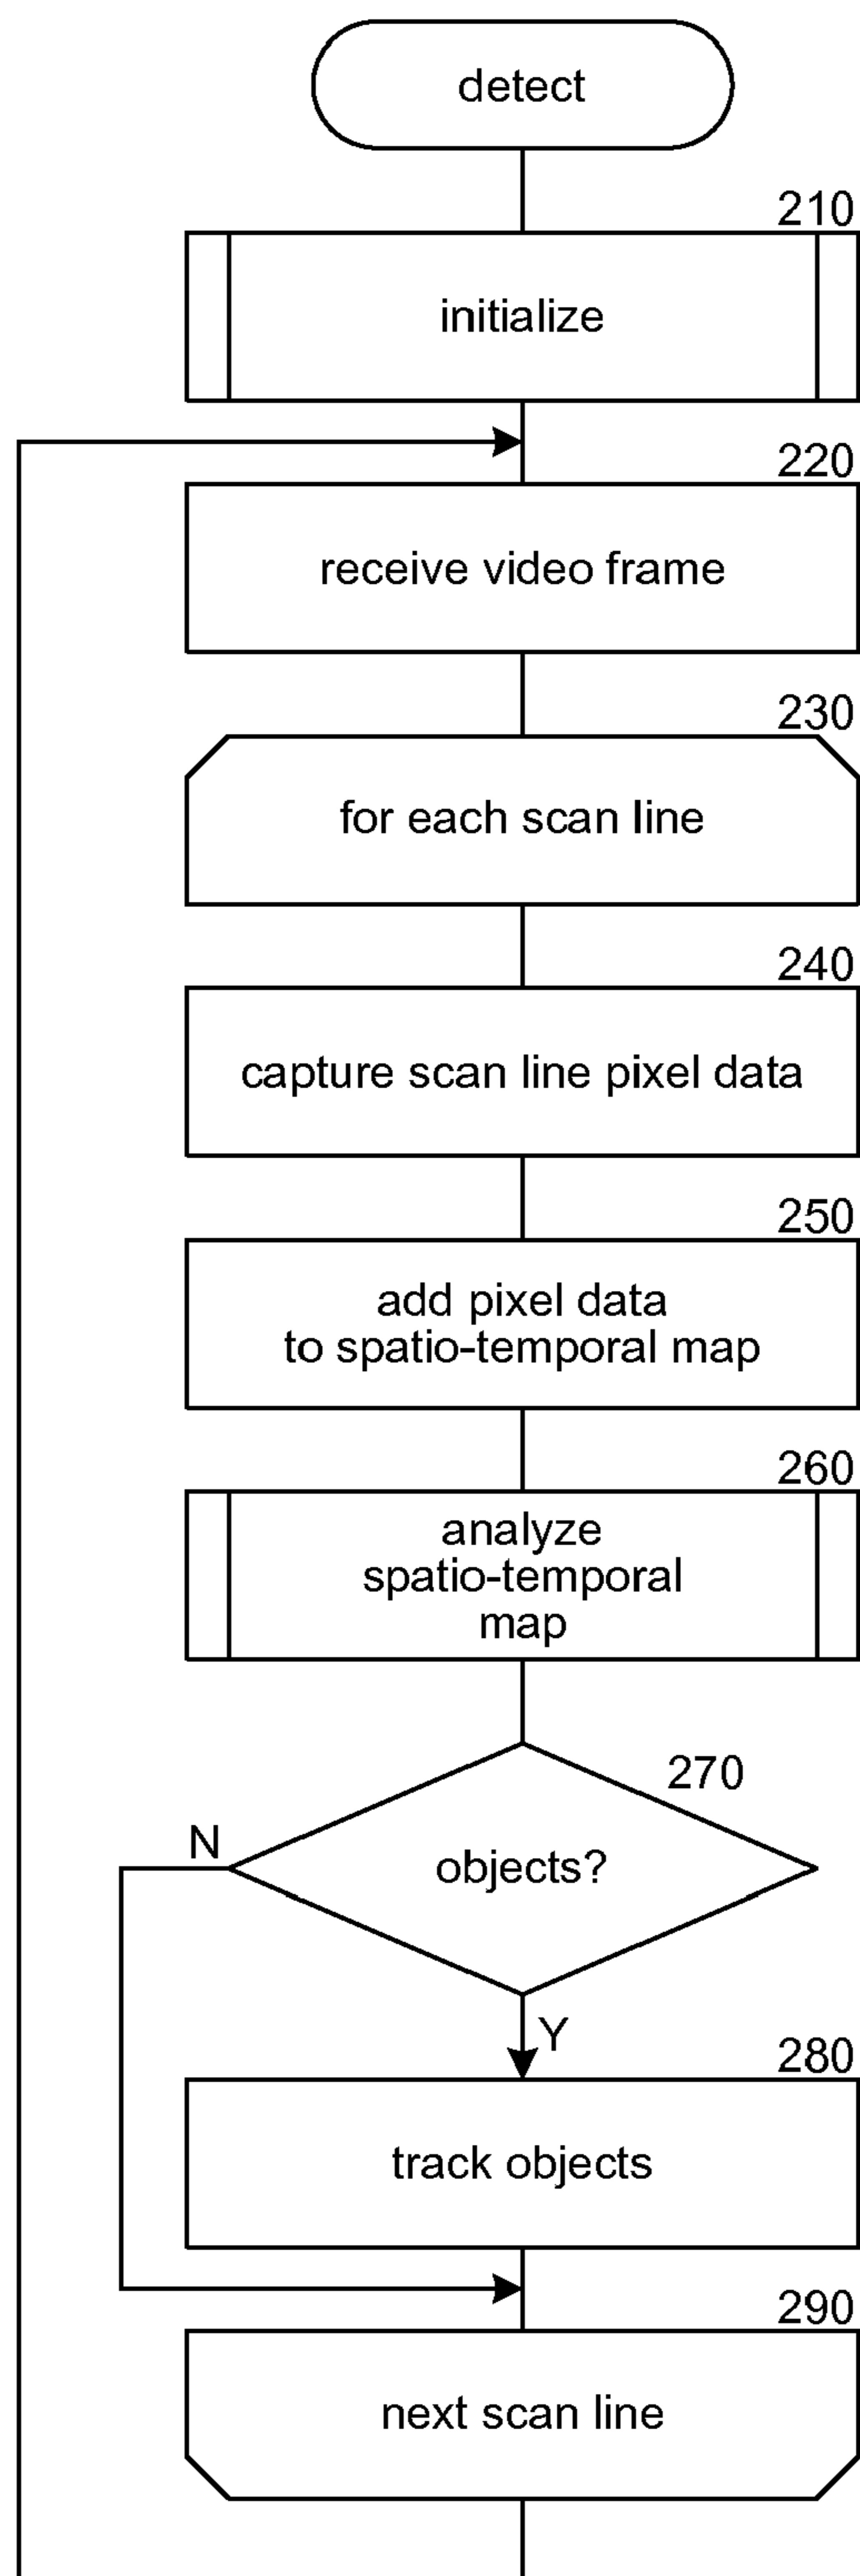 detect
210
initialize
220
receive video frame
230
for each scan line
240
capture scan line pixel data
250
add pixel data
to spatio-temporal map
260
analyze
spatio-temporal
map
270
objects?
N
Y
280
track objects
290
next scan line